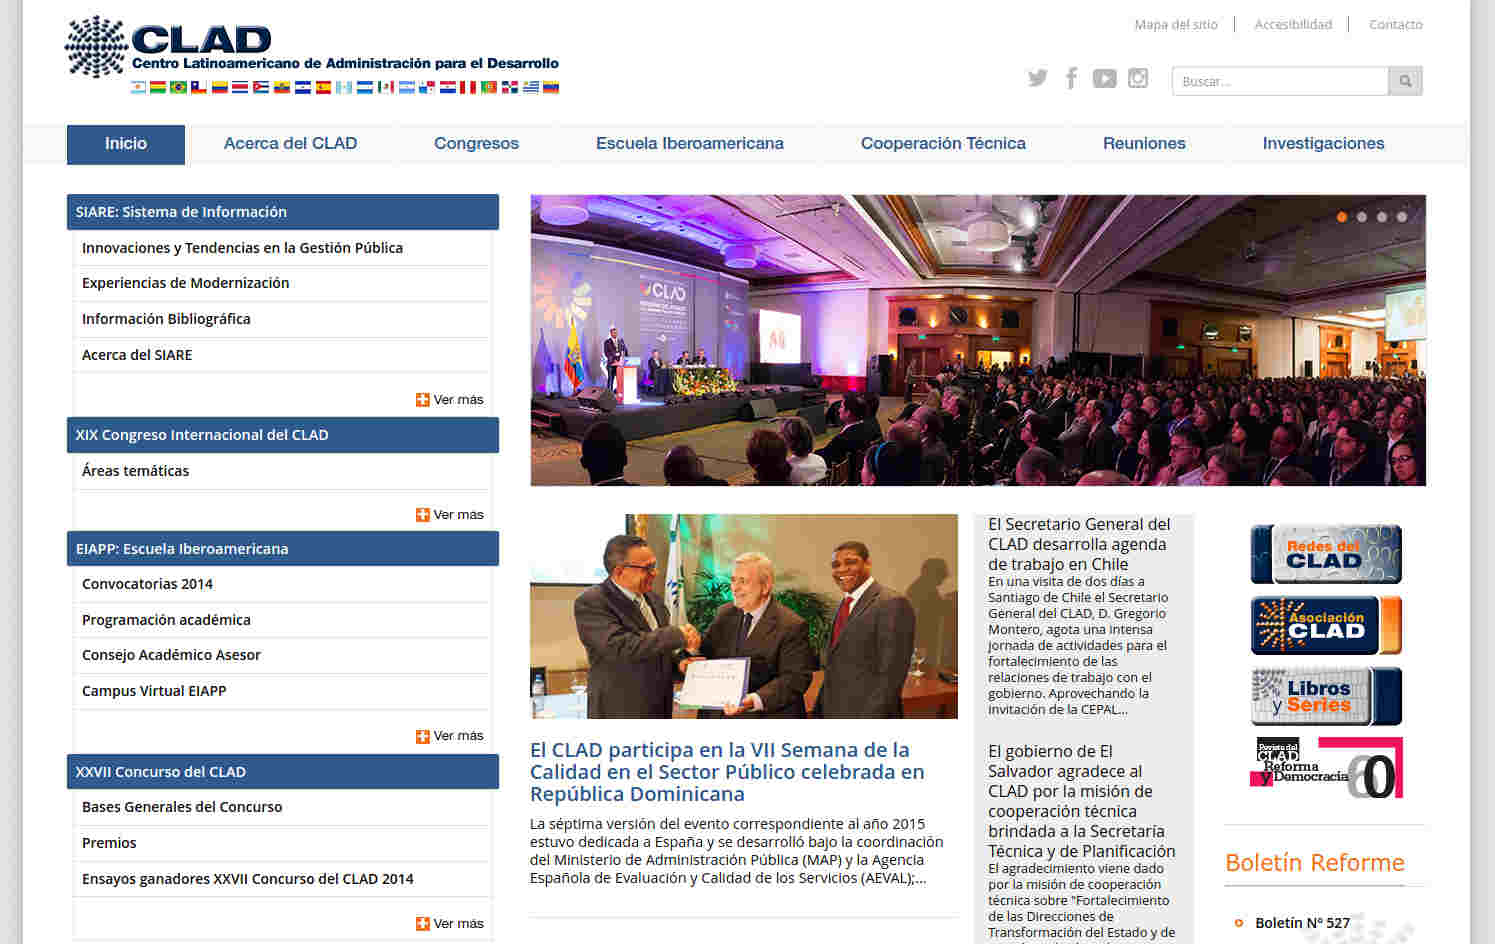 CLAD
Centro Latinoamericano de Administración para el Desarrollo
Mapa del sitio
Accesibilidad
Contacto
Buscar...
Inicio
Acerca del CLAD
Congresos
Escuela Iberoamericana
Cooperación Técnica
Reuniones
Investigaciones
SIARE: Sistema de Información
Innovaciones y Tendencias en la Gestión Pública
Experiencias de Modernización
Información Bibliográfica
Acerca del SIARE
Ver más
XIX Congreso Internacional del CLAD
Áreas temáticas
Ver más
EIAPP: Escuela Iberoamericana
Convocatorias 2014
Programación académica
Consejo Académico Asesor
Campus Virtual EIAPP
Ver más
XXVII Concurso del CLAD
Bases Generales del Concurso
Premios
Ensayos ganadores XXVII Concurso del CLAD 2014
Ver más
CLAD
El CLAD participa en la VII Semana de la
Calidad en el Sector Público celebrada en
República Dominicana
La séptima versión del evento correspondiente al año 2015
estuvo dedicada a España y se desarrolló bajo la coordinación
del Ministerio de Administración Pública (MAP) y la Agencia
Española de Evaluación y Calidad de los Servicios (AEVAL);...
El Secretario General del
CLAD desarrolla agenda
de trabajo en Chile
En una visita de dos días a
Santiago de Chile el Secretario
General del CLAD, D. Gregorio
Montero, agota una intensa
jornada de actividades para el
fortalecimiento de las
relaciones de trabajo con el
gobierno. Aprovechando la
invitación de la CEPAL...
El gobierno de El
Salvador agradece al
CLAD por la misión de
cooperación técnica
brindada a la Secretaría
Técnica y de Planificación
El agradecimiento viene dado
por la misión de cooperación
técnica sobre "Fortalecimiento
de las Direcciones de
Transformación del Estado y de
Redes del
CLAD
Asociación
CLAD
Libros
y Series
Revista del
CLAD
Reforma
y Democracia
60
Boletín Reforme
Boletín Nº 527